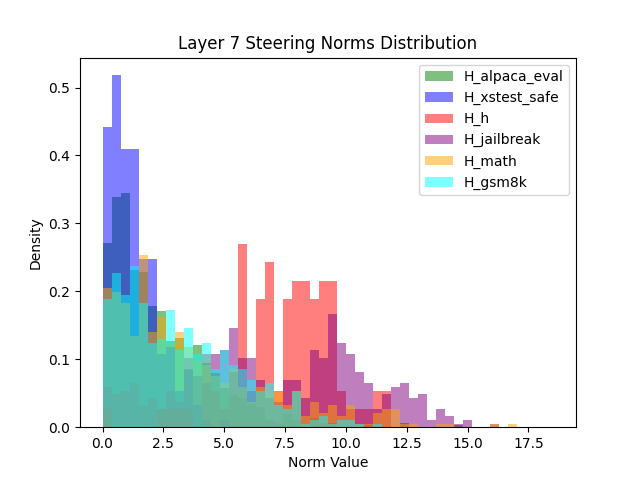 Layer 7 Steering Norms Distribution
H_alpaca_eval
H_xstest_safe
H_h
H_jailbreak
H_math
H_gsm8k
Density
0.5
0.4
0.3
0.2
0.1
0.0
0.0 2.5 5.0 7.5 10.0 12.5 15.0 17.5
Norm Value